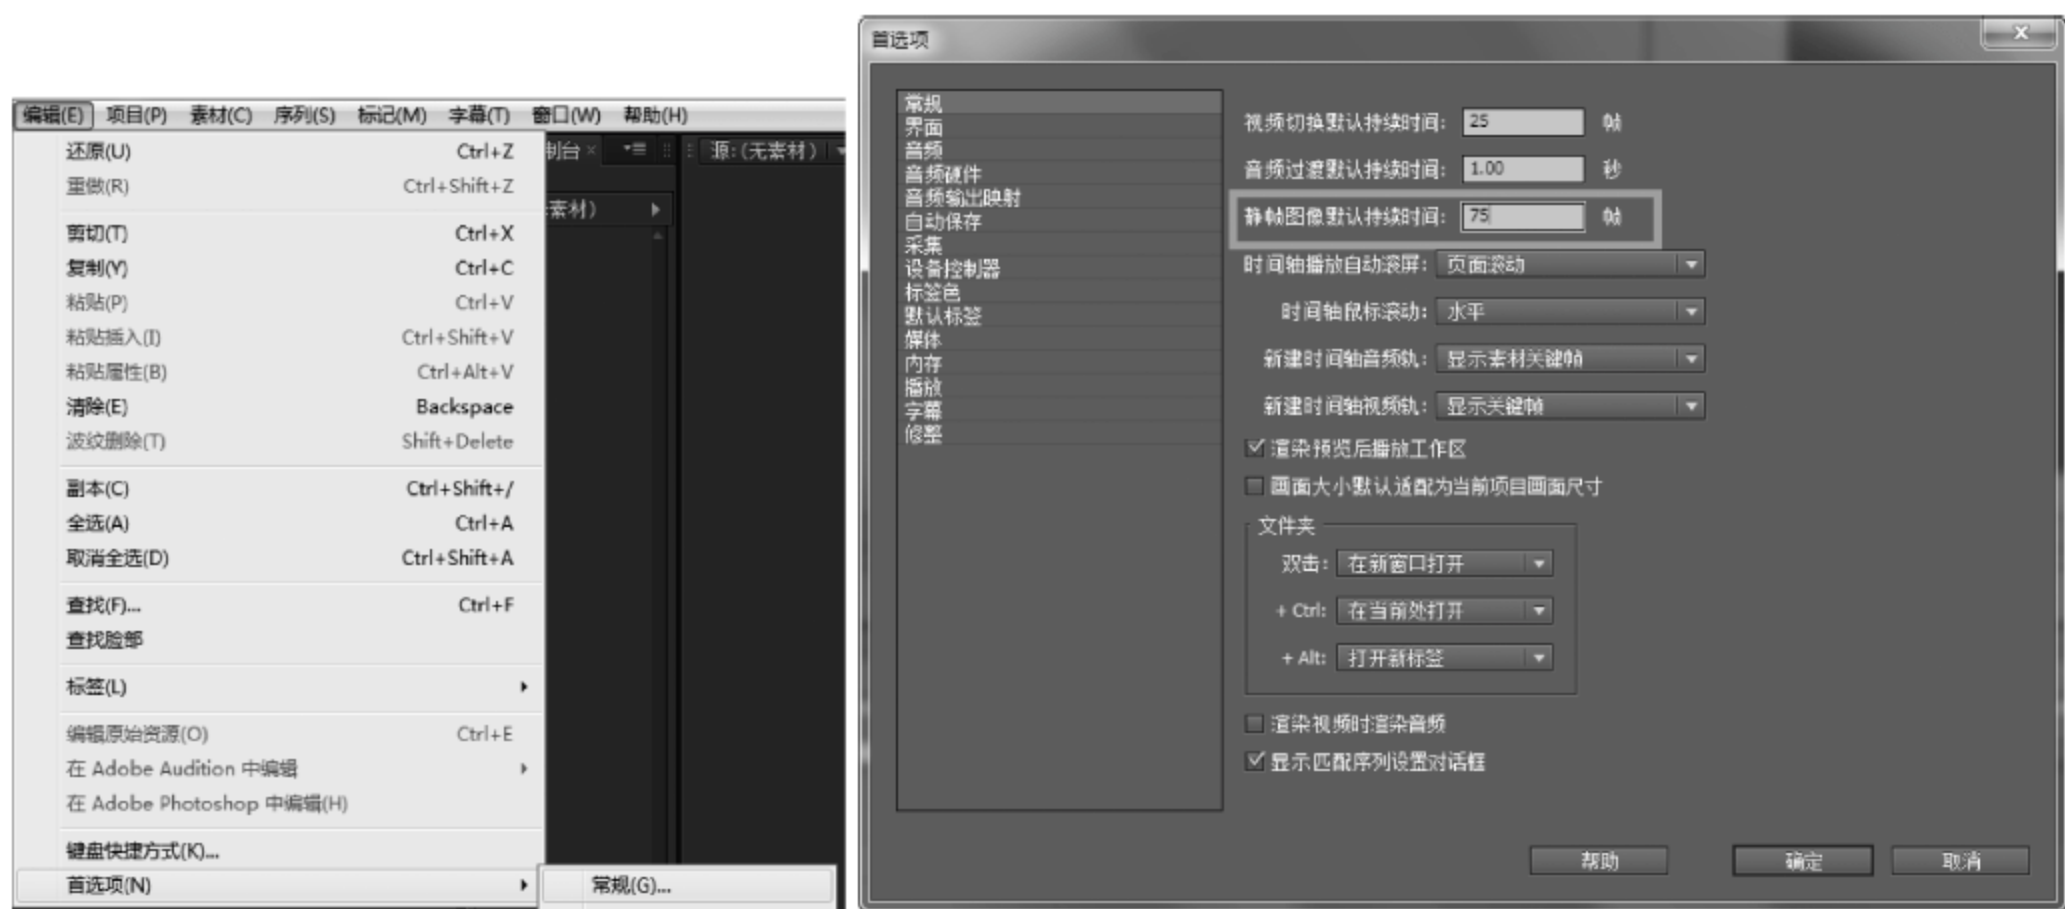 编辑(E) 项目(P) 素材(C) 序列(S) 标记(M) 字幕(T) 窗口(W) 帮助(H)
还原(U) Ctrl+Z
重做(R) Ctrl+Shift+Z
剪切(T) Ctrl+X
复制(Y) Ctrl+C
粘贴(P) Ctrl+V
粘贴插入(I) Ctrl+Shift+V
粘贴属性(B) Ctrl+Alt+V
清除(E) Backspace
波纹删除(T) Shift+Delete
副本(C) Ctrl+Shift+/
全选(A) Ctrl+A
取消全选(D) Ctrl+Shift+A
查找(F)... Ctrl+F
查找脸部
标签(L)
编辑原始资源(O) Ctrl+E
在 Adobe Audition 中编辑
在 Adobe Photoshop 中编辑(H)
键盘快捷方式(K)...
首选项(N)
常规(G)...
制台×
源:(无素材)
素材)
首选项
常规
界面
音频
音频硬件
音频输出映射
自动保存
采集
设备控制器
标签色
默认标签
媒体
内存
播放
字幕
修整
视频切换默认持续时间: 25 帧
音频过渡默认持续时间: 1.00 秒
静帧图像默认持续时间: 75 帧
时间轴播放自动滚屏: 页面滚动
时间轴鼠标滚动: 水平
新建时间轴音频轨: 显示素材关键帧
新建时间轴视频轨: 显示关键帧
渲染预览后播放工作区
画面大小默认适配为当前项目画面尺寸
文件夹
双击: 在新窗口打开
+ Ctrl: 在当前处打开
+ Alt: 打开新标签
渲染视频时渲染音频
显示匹配序列设置对话框
帮助 确定 取消